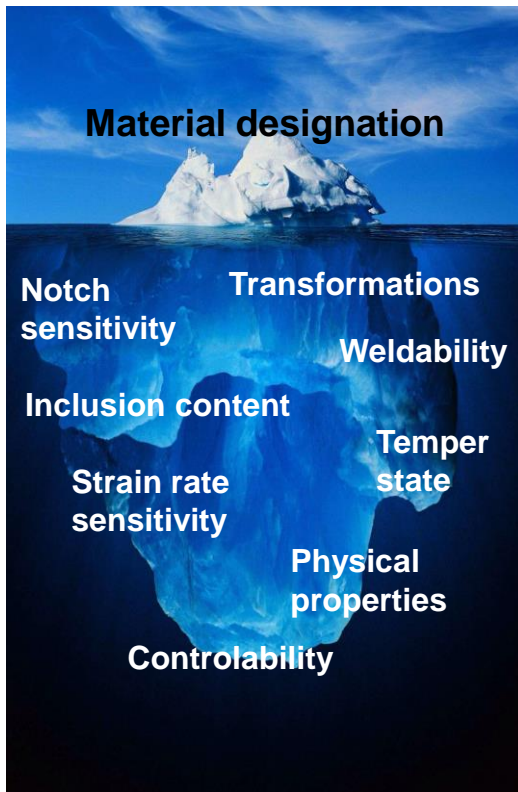 Material designation
Notch
sensitivity
Transformations
Weldability
Inclusion content
Temper
state
Strain rate
sensitivity
Physical
properties
Controlability